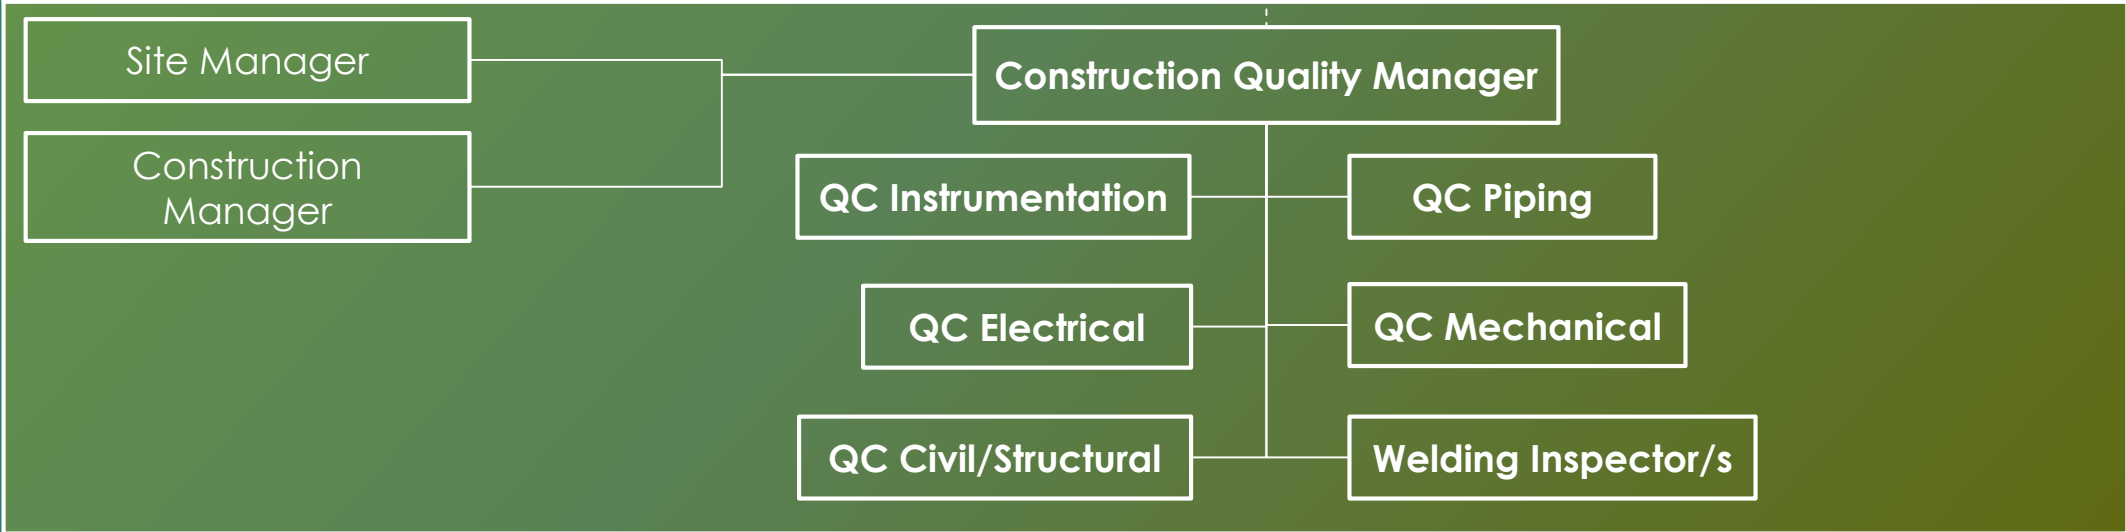 Site Manager
Construction Quality Manager
Construction
Manager
QC Instrumentation
QC Piping
QC Electrical
QC Mechanical
QC Civil/Structural
Welding Inspector/s